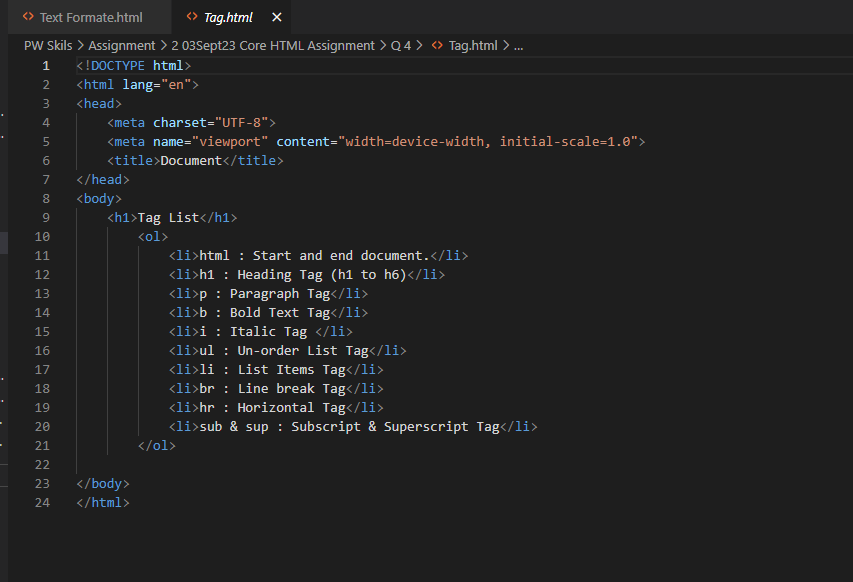 Text Formate.html Tag.html
PW Skils > Assignment > 2 03Sept23 Core HTML Assignment > Q 4 > Tag.html > ...
1 <!DOCTYPE html>
2 <html lang="en">
3 <head>
4 <meta charset="UTF-8">
5 <meta name="viewport" content="width=device-width, initial-scale=1.0">
6 <title>Document</title>
7 </head>
8 <body>
9 <h1>Tag List</h1>
10 <ol>
11 <li>html : Start and end document.</li>
12 <li>h1 : Heading Tag (h1 to h6)</li>
13 <li>p : Paragraph Tag</li>
14 <li>b : Bold Text Tag</li>
15 <li>i : Italic Tag </li>
16 <li>ul : Un-order List Tag</li>
17 <li>li : List Items Tag</li>
18 <li>br : Line break Tag</li>
19 <li>hr : Horizontal Tag</li>
20 <li>sub & sup : Subscript & Superscript Tag</li>
21 </ol>
22
23 </body>
24 </html>